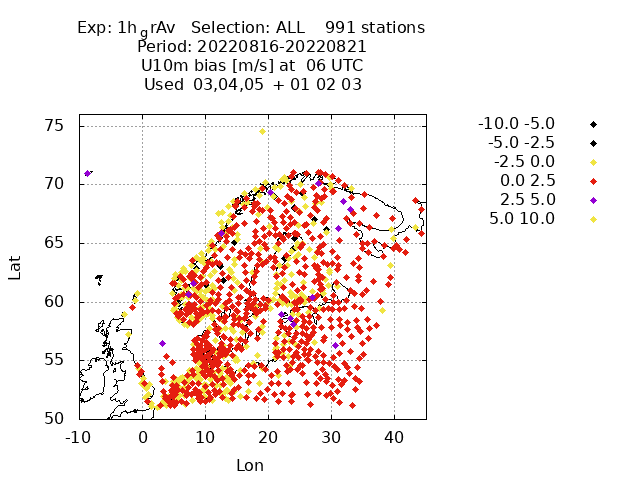 Exp: 1h grAv Selection: ALL 991 stations
Period: 20220816-20220821
U10m bias [m/s] at 06 UTC
Used 03,04,05 + 01 02 03
75
70
65
60
55
50
-10 0 10 20 30 40
Lat
Lon
-10.0 -5.0
-5.0 -2.5
-2.5 0.0
0.0 2.5
2.5 5.0
5.0 10.0